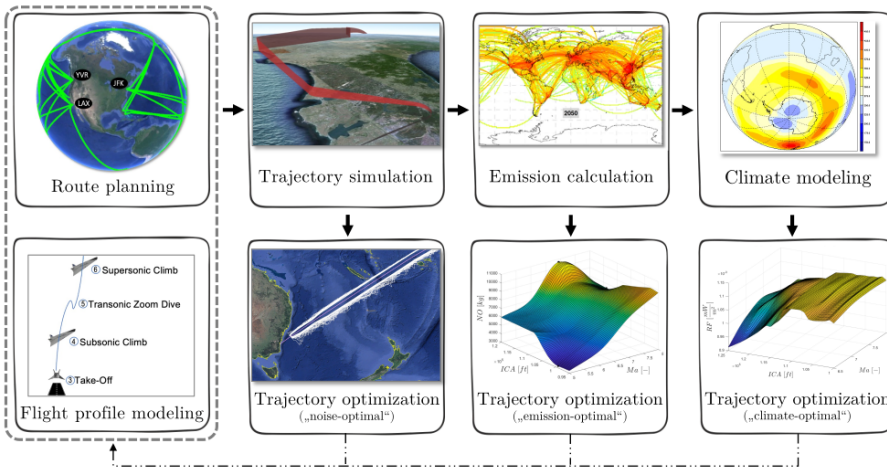 YVR
JFK
LAX
Route planning
Trajectory simulation
2050
Emission calculation
Climate modeling
⑥ Supersonic Climb
⑤ Transonic Zoom Dive
④ Subsonic Climb
③ Take-Off
Flight profile modeling
Trajectory optimization
(„noise-optimal“)
NO [kg]
ICA [ft]
Ma [−]
Trajectory optimization
(„emission-optimal“)
ICA [ft]
Ma [−]
Trajectory optimization
(„climate-optimal“)